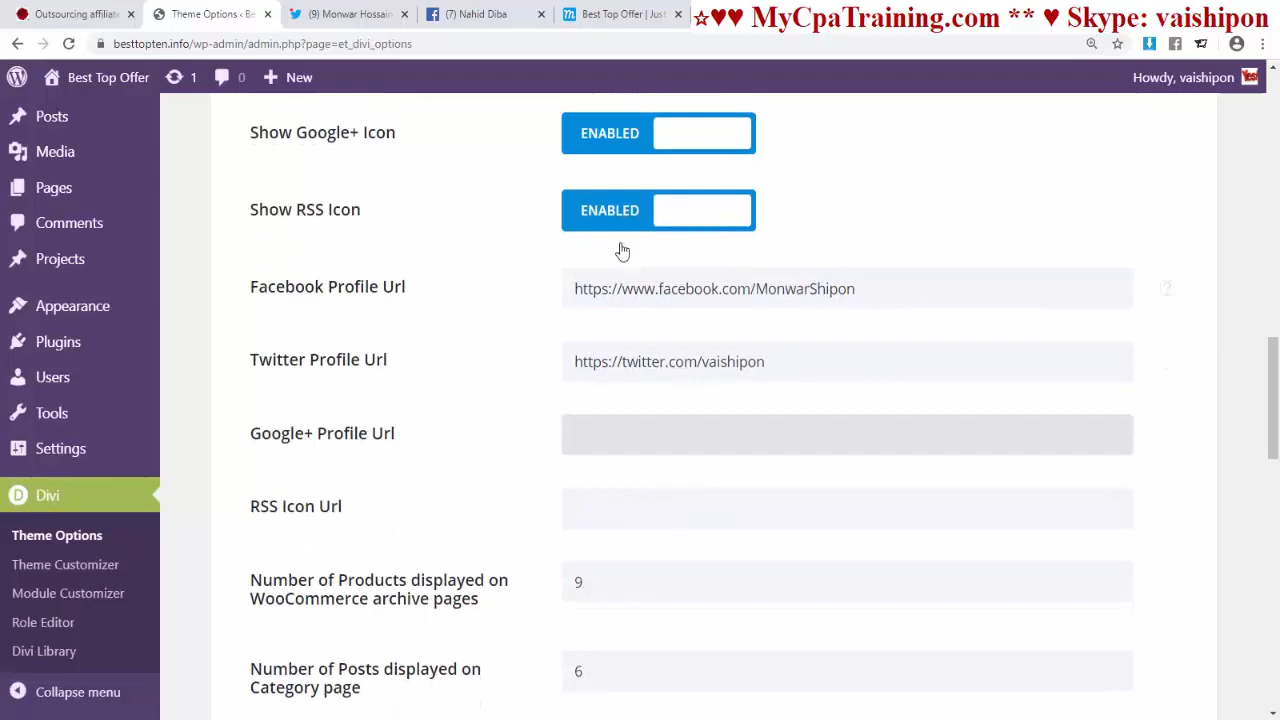 Outsourcing affiliate
Theme Options ‹ Be
(9) Monwar Hossain
(7) Nahid Diba
Best Top Offer | Just
☆♥♥ MyCpaTraining.com ** ♥ Skype: vaishipon
besttopten.info/wp-admin/admin.php?page=et_divi_options
Best Top Offer
1
0
New
Howdy, vaishipon
Posts
Media
Pages
Comments
Projects
Appearance
Plugins
Users
Tools
Settings
Divi
Theme Options
Theme Customizer
Module Customizer
Role Editor
Divi Library
Collapse menu
Show Google+ Icon
ENABLED
Show RSS Icon
ENABLED
Facebook Profile Url
https://www.facebook.com/MonwarShipon
Twitter Profile Url
https://twitter.com/vaishipon
Google+ Profile Url
RSS Icon Url
Number of Products displayed on
WooCommerce archive pages
9
Number of Posts displayed on
Category page
6